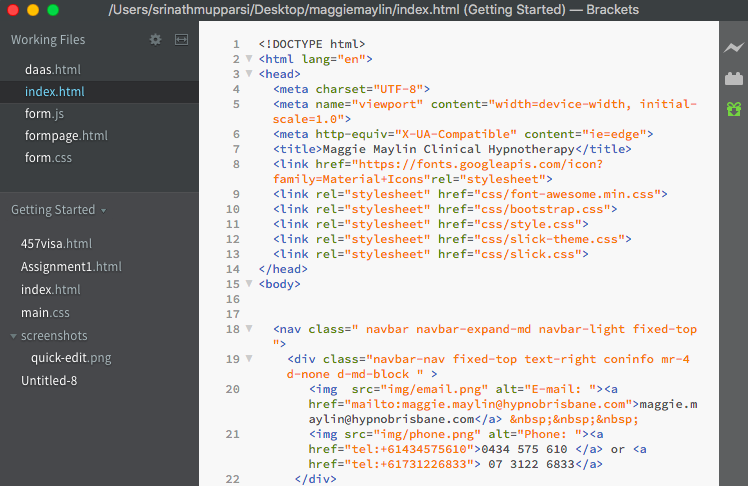 /Users/srinathmupparsi/Desktop/maggiemaylin/index.html (Getting Started) — Brackets
Working Files
daas.html
index.html
form.js
formpage.html
form.css
Getting Started
457visa.html
Assignment1.html
index.html
main.css
screenshots
quick-edit.png
Untitled-8
1 <!DOCTYPE html>
2 <html lang="en">
3 <head>
4 <meta charset="UTF-8">
5 <meta name="viewport" content="width=device-width, initial-
scale=1.0">
6 <meta http-equiv="X-UA-Compatible" content="ie=edge">
7 <title>Maggie Maylin Clinical Hypnotherapy</title>
8 <link href="https://fonts.googleapis.com/icon?
family=Material+Icons"rel="stylesheet">
9 <link rel="stylesheet" href="css/font-awesome.min.css">
10 <link rel="stylesheet" href="css/bootstrap.css">
11 <link rel="stylesheet" href="css/style.css">
12 <link rel="stylesheet" href="css/slick-theme.css">
13 <link rel="stylesheet" href="css/slick.css">
14 </head>
15 <body>
16
17
18 <nav class=" navbar navbar-expand-md navbar-light fixed-top
">
19 <div class="navbar-nav fixed-top text-right coninfo mr-4
d-none d-md-block " >
20 <img  src="img/email.png" alt="E-mail: "><a
href="mailto:maggie.maylin@hypnobrisbane.com">maggie.m
aylin@hypnobrisbane.com</a> &nbsp;&nbsp;&nbsp;
21 <img src="img/phone.png" alt="Phone: "><a
href="tel:+61434575610">0434 575 610 </a> or <a
href="tel:+61731226833"> 07 3122 6833</a>
22 </div>